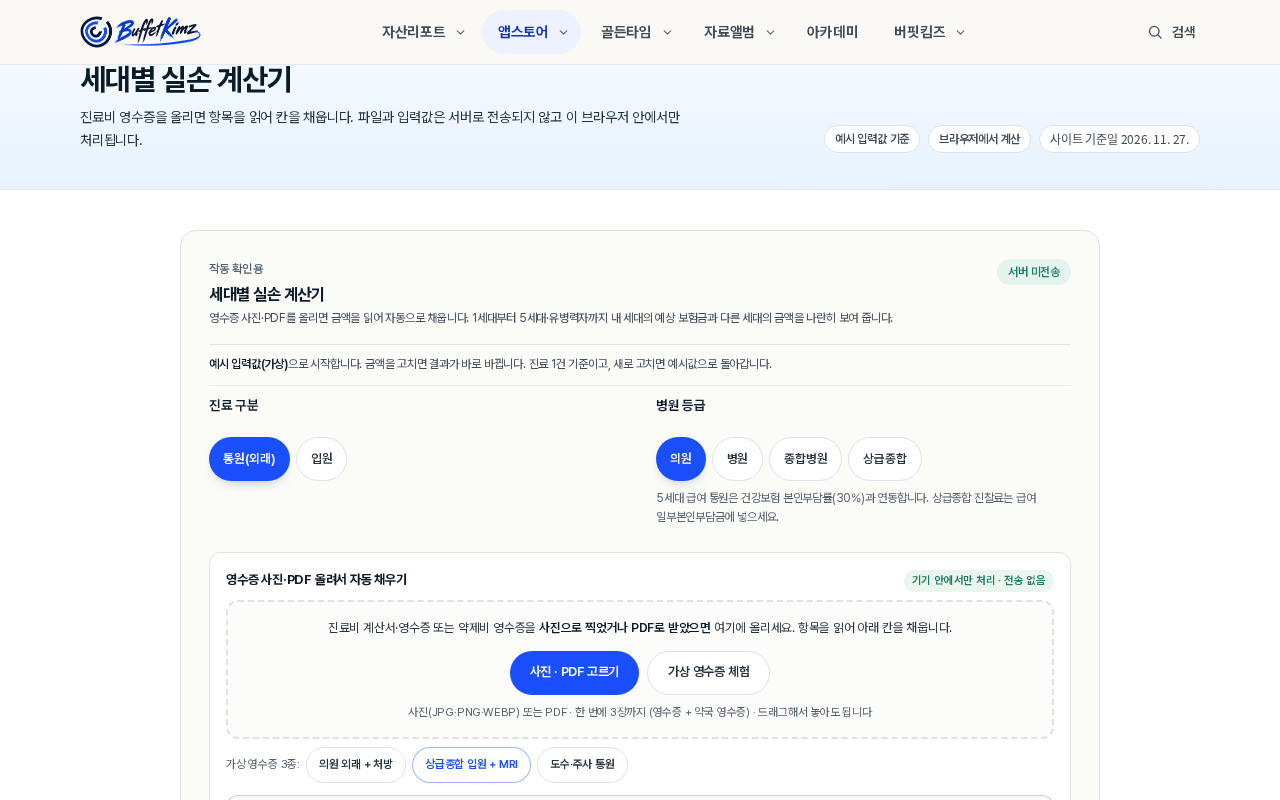 BuffetKimz
자산리포트
앱스토어
골든타임
자료앨범
아카데미
버핏킴즈
검색
세대별 실손 계산기
진료비 영수증을 올리면 항목을 읽어 칸을 채웁니다. 파일과 입력값은 서버로 전송되지 않고 이 브라우저 안에서만
처리됩니다.
예시 입력값 기준
브라우저에서 계산
사이트 기준일 2026. 11. 27.
작동 확인용
서버 미전송
세대별 실손 계산기
영수증 사진·PDF를 올리면 금액을 읽어 자동으로 채웁니다. 1세대부터 5세대·유병력자까지 내 세대의 예상 보험금과 다른 세대의 금액을 나란히 보여 줍니다.
예시 입력값(가상)으로 시작합니다. 금액을 고치면 결과가 바로 바뀝니다. 진료 1건 기준이고, 새로 고치면 예시값으로 돌아갑니다.
진료 구분
병원 등급
통원(외래)
입원
의원
병원
종합병원
상급종합
5세대 급여 통원은 건강보험 본인부담률(30%)과 연동합니다. 상급종합 진찰료는 급여
일부본인부담금에 넣으세요.
영수증 사진·PDF 올려서 자동 채우기
기기 안에서만 처리 · 전송 없음
진료비 계산서·영수증 또는 약제비 영수증을 사진으로 찍었거나 PDF로 받았으면 여기에 올리세요. 항목을 읽어 아래 칸을 채웁니다.
사진 · PDF 고르기
가상 영수증 체험
사진(JPG·PNG·WEBP) 또는 PDF · 한 번에 3장까지 (영수증 + 약국 영수증) · 드래그해서 놓아도 됩니다
가상 영수증 3종:
의원 외래 + 처방
상급종합 입원 + MRI
도수·주사 통원